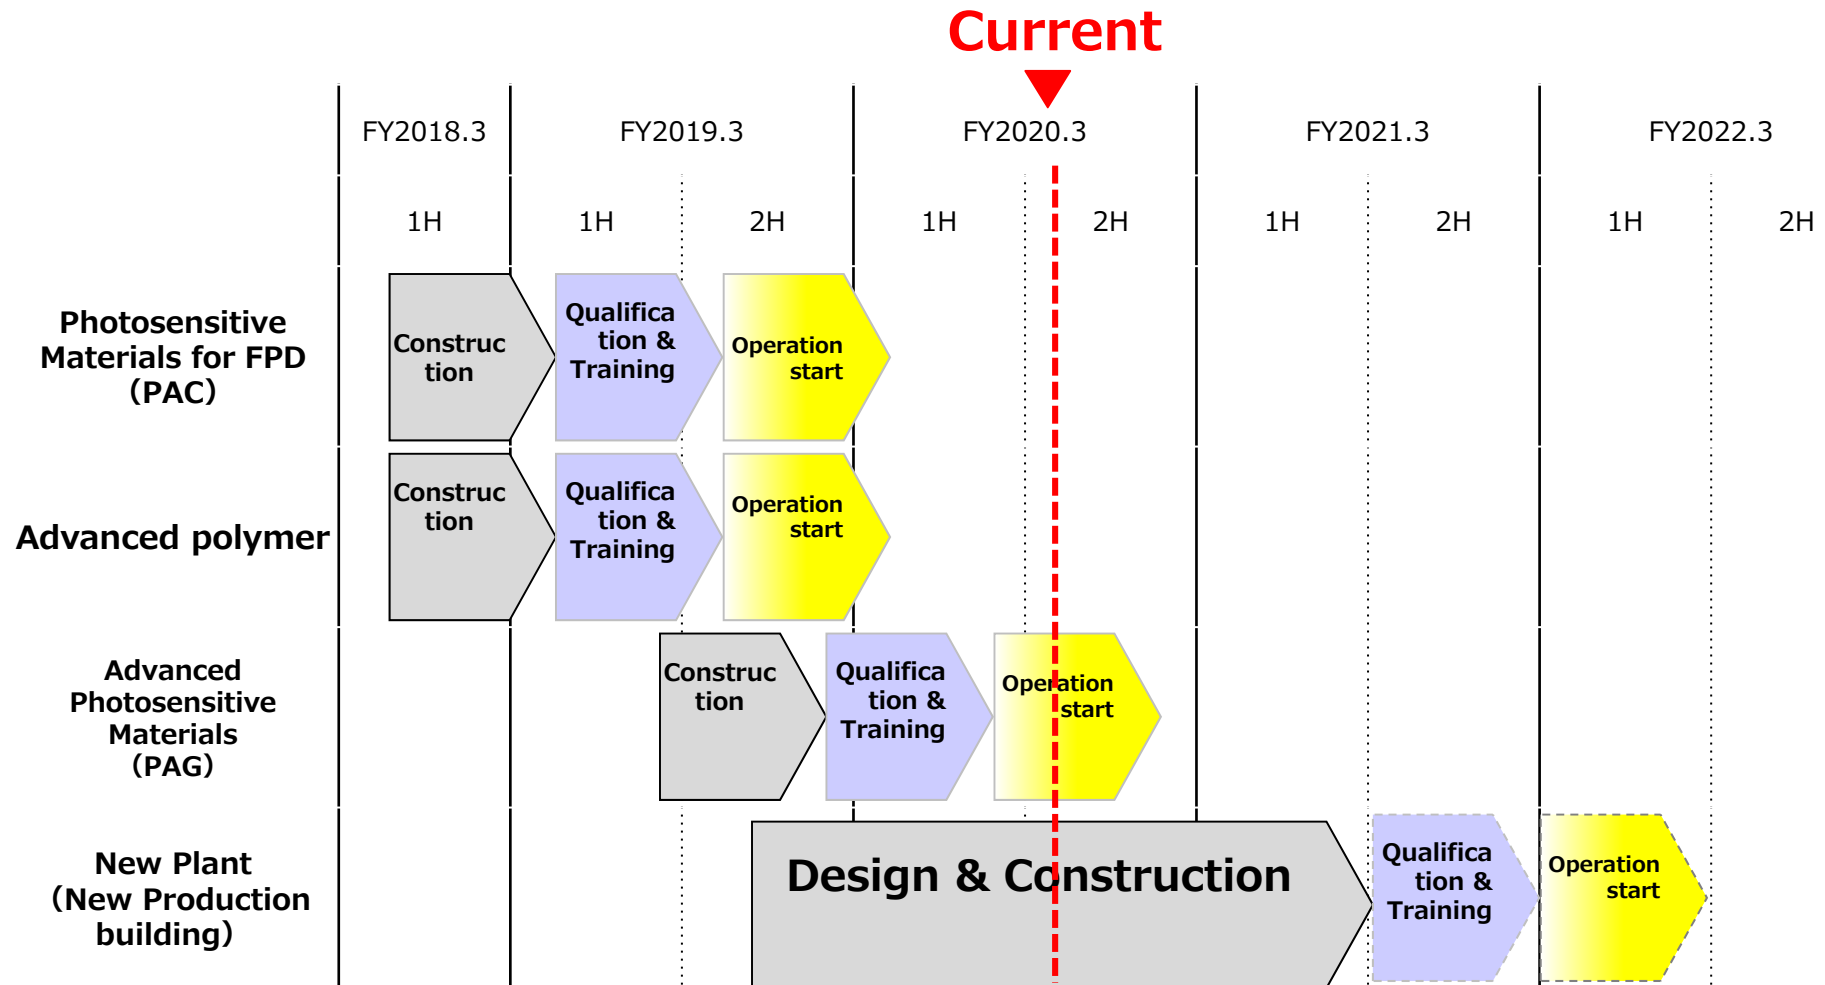 Current
FY2018.3
FY2019.3
FY2020.3
FY2021.3
FY2022.3
1H
1H
2H
1H
2H
1H
2H
1H
2H
Photosensitive
Materials for FPD
（PAC）
Construc
tion
Qualifica
tion &
Training
Operation
start
Advanced polymer
Construc
tion
Qualifica
tion &
Training
Operation
start
Advanced
Photosensitive
Materials
（PAG）
Construc
tion
Qualifica
tion &
Training
Operation
start
New Plant
（New Production
building）
Design & Construction
Qualifica
tion &
Training
Operation
start